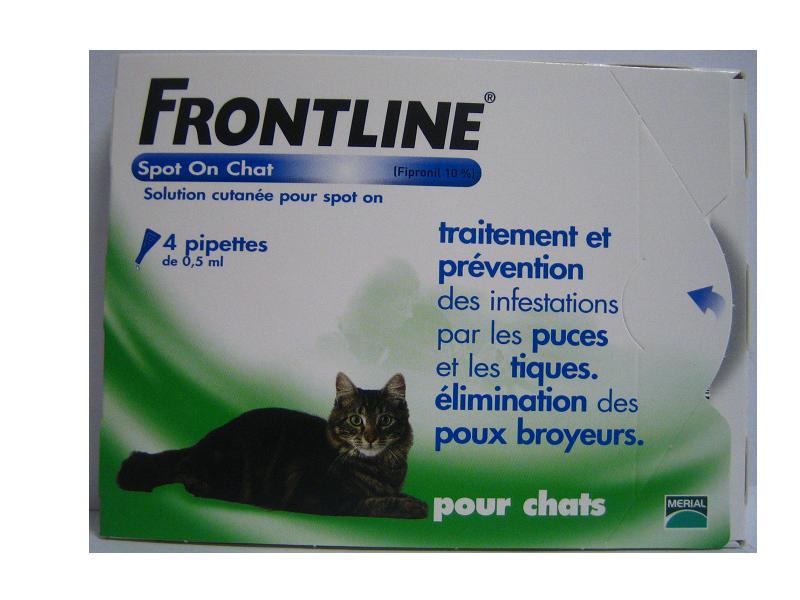 FRONTLINE®
Spot On Chat (Fipronil 10 %)
Solution cutanée pour spot on
4 pipettes
de 0,5 ml
traitement et
prévention
des infestations
par les puces
et les tiques.
élimination des
poux broyeurs.
pour chats
MERIAL